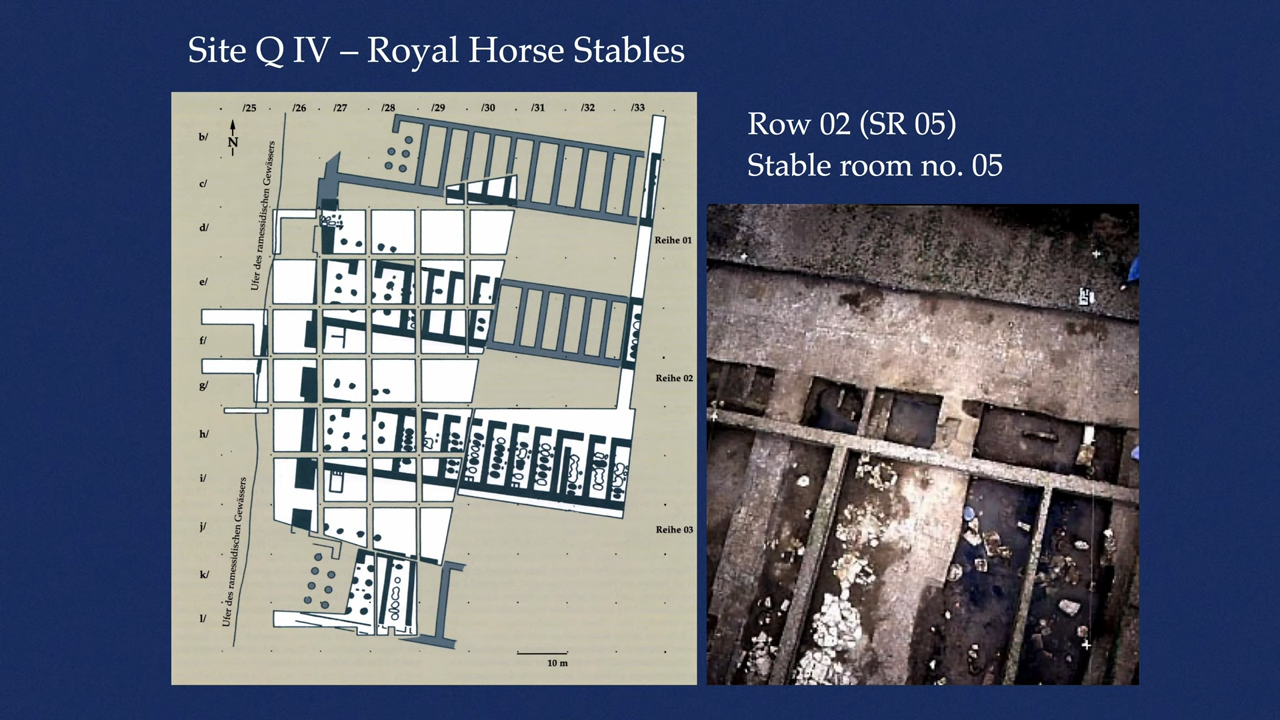 Site Q IV – Royal Horse Stables
/25 /26 /27 /28 /29 /30 /31 /32 /33
b/
N
c/
d/
e/
f/
g/
h/
i/
j/
k/
l/
Ufer des ramessidischen Gewässers
Ufer des ramessidischen Gewässers
Reihe 01
Reihe 02
Reihe 03
10 m
Row 02 (SR 05)
Stable room no. 05